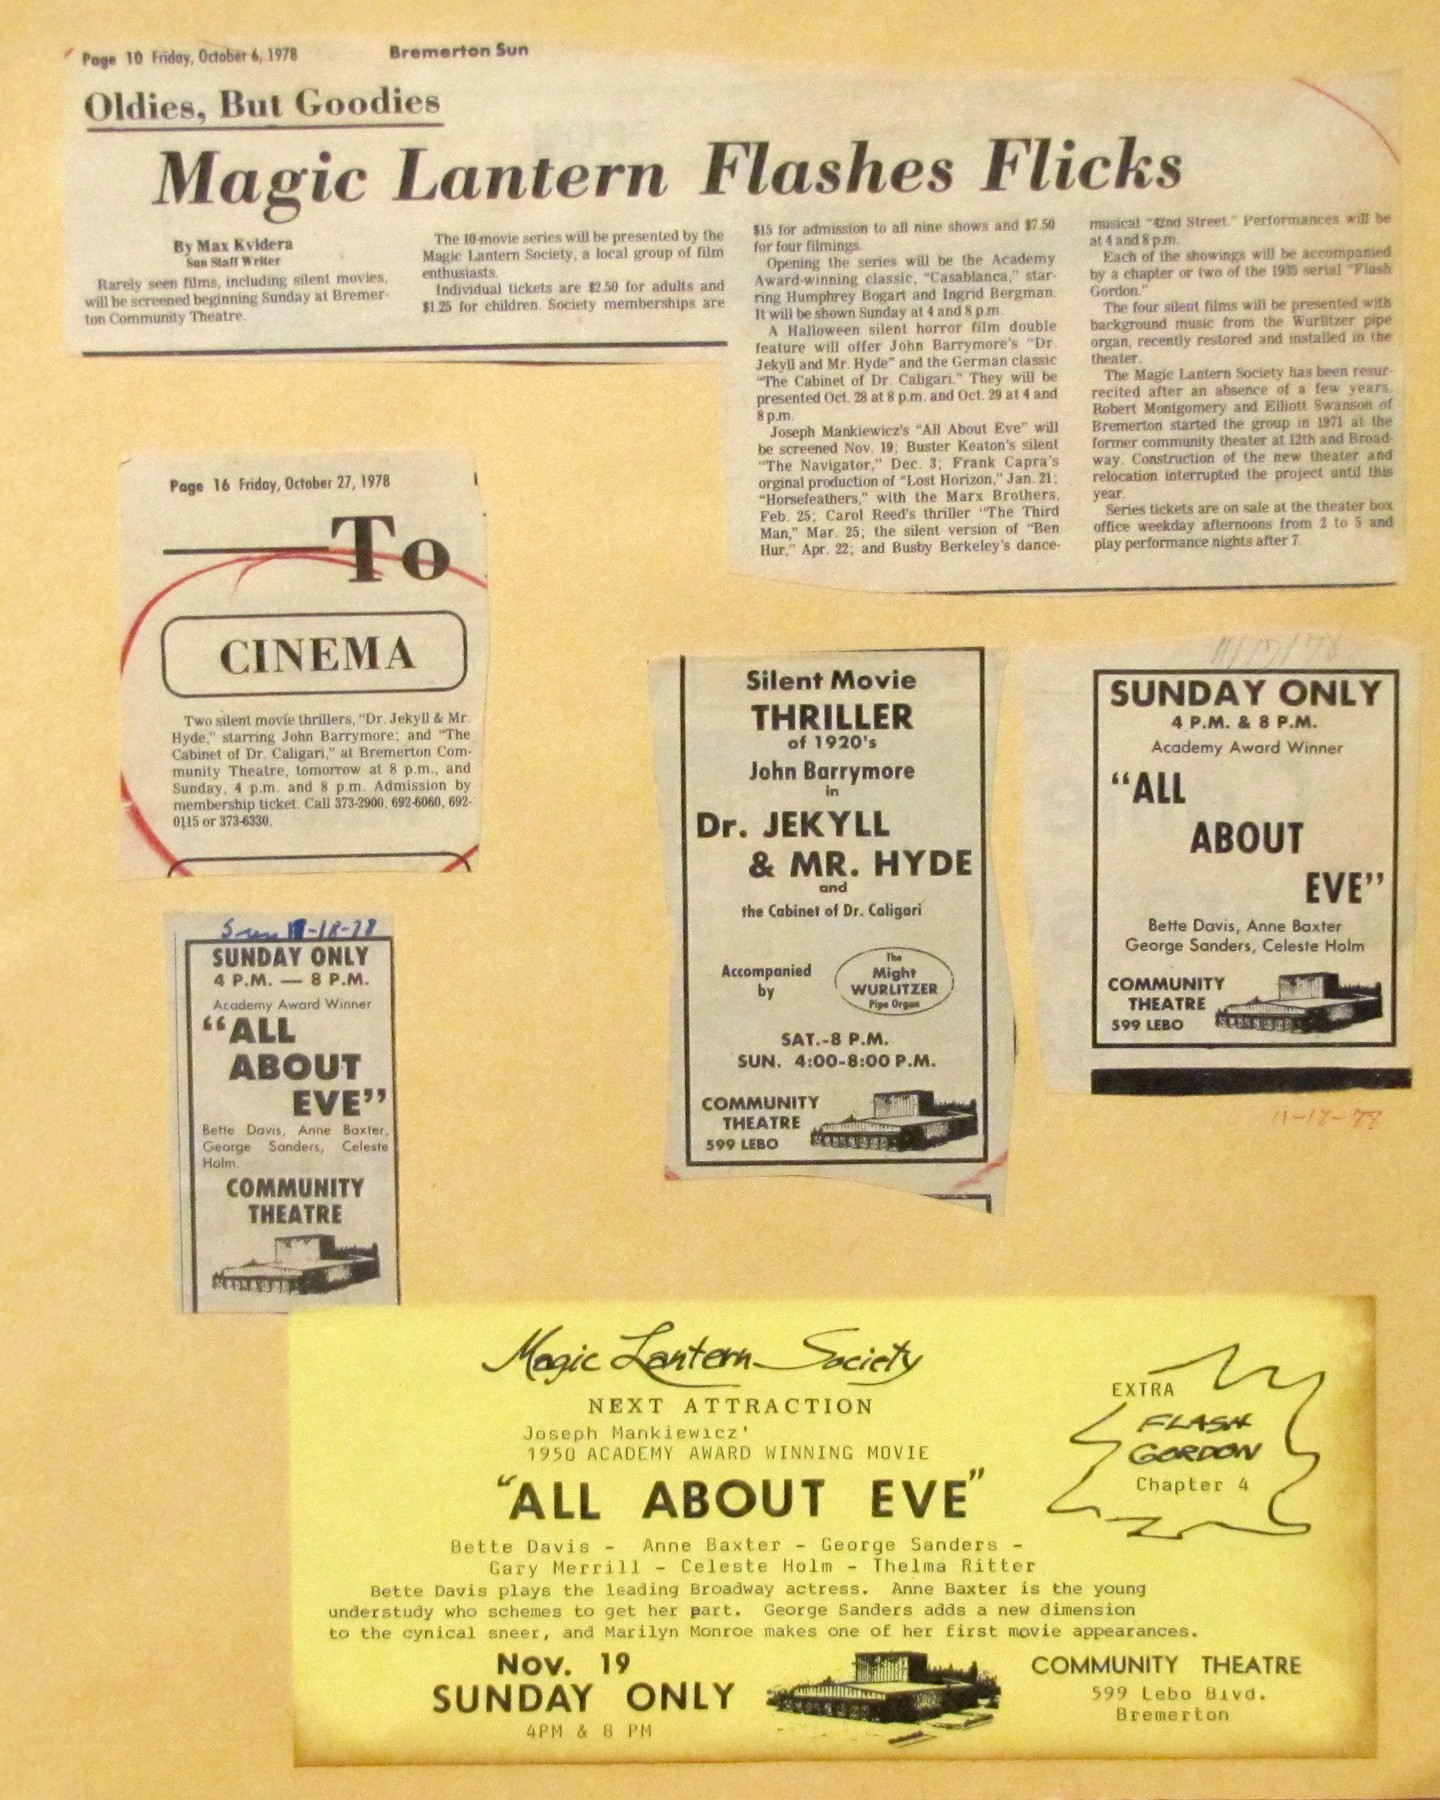 Page 10 Friday, October 6, 1978
Bremerton Sun
Oldies, But Goodies
Magic Lantern Flashes Flicks
By Max Kvidera
Sun Staff Writer
Rarely seen films, including silent movies,
will be screened beginning Sunday at Bremer-
ton Community Theatre.
The 10-movie series will be presented by the
Magic Lantern Society, a local group of film
enthusiasts.
Individual tickets are $2.50 for adults and
$1.25 for children. Society memberships are
$15 for admission to all nine shows and $7.50
for four filmings.
Opening the series will be the Academy
Award-winning classic, "Casablanca," star-
ring Humphrey Bogart and Ingrid Bergman.
It will be shown Sunday at 4 and 8 p.m.
A Halloween silent horror film double
feature will offer John Barrymore's "Dr.
Jekyll and Mr. Hyde" and the German classic
"The Cabinet of Dr. Caligari." They will be
presented Oct. 28 at 8 p.m. and Oct. 29 at 4 and
8 p.m.
Joseph Mankiewicz's "All About Eve" will
be screened Nov. 19; Buster Keaton's silent
"The Navigator," Dec. 3; Frank Capra's
orginal production of "Lost Horizon," Jan. 21;
"Horsefeathers," with the Marx Brothers,
Feb. 25; Carol Reed's thriller "The Third
Man," Mar. 25; the silent version of "Ben
Hur," Apr. 22; and Busby Berkeley's dance-
musical "42nd Street." Performances will be
at 4 and 8 p.m.
Each of the showings will be accompanied
by a chapter or two of the 1935 serial "Flash
Gordon."
The four silent films will be presented with
background music from the Wurlitzer pipe
organ, recently restored and installed in the
theater.
The Magic Lantern Society has been resur-
recited after an absence of a few years.
Robert Montgomery and Elliott Swanson of
Bremerton started the group in 1971 at the
former community theater at 12th and Broad-
way. Construction of the new theater and
relocation interrupted the project until this
year.
Series tickets are on sale at the theater box
office weekday afternoons from 2 to 5 and
play performance nights after 7.
Page 16 Friday, October 27, 1978
To
CINEMA
Two silent movie thrillers, "Dr. Jekyll & Mr.
Hyde," starring John Barrymore; and "The
Cabinet of Dr. Caligari," at Bremerton Com-
munity Theatre, tomorrow at 8 p.m., and
Sunday, 4 p.m. and 8 p.m. Admission by
membership ticket. Call 373-2900, 692-6060, 692-
0115 or 373-6330.
Silent Movie
THRILLER
of 1920's
John Barrymore
in
Dr. JEKYLL
& MR. HYDE
and
the Cabinet of Dr. Caligari
Accompanied
by
The
Might
WURLITZER
Pipe Organ
SAT.-8 P.M.
SUN. 4:00-8:00 P.M.
COMMUNITY
THEATRE
599 LEBO
11/17/78
SUNDAY ONLY
4 P.M. & 8 P.M.
Academy Award Winner
"ALL
ABOUT
EVE"
Bette Davis, Anne Baxter
George Sanders, Celeste Holm
COMMUNITY
THEATRE
599 LEBO
11-17-78
Sun 11-18-78
SUNDAY ONLY
4 P.M. — 8 P.M.
Academy Award Winner
"ALL
ABOUT
EVE"
Bette Davis, Anne Baxter,
George Sanders, Celeste
Holm.
COMMUNITY
THEATRE
Magic Lantern Society
NEXT ATTRACTION
Joseph Mankiewicz'
1950 ACADEMY AWARD WINNING MOVIE
"ALL ABOUT EVE"
Bette Davis - Anne Baxter - George Sanders -
Gary Merrill - Celeste Holm - Thelma Ritter
Bette Davis plays the leading Broadway actress. Anne Baxter is the young
understudy who schemes to get her part. George Sanders adds a new dimension
to the cynical sneer, and Marilyn Monroe makes one of her first movie appearances.
Nov. 19
SUNDAY ONLY
4PM & 8 PM
COMMUNITY THEATRE
599 Lebo Blvd.
Bremerton
EXTRA
FLASH
GORDON
Chapter 4